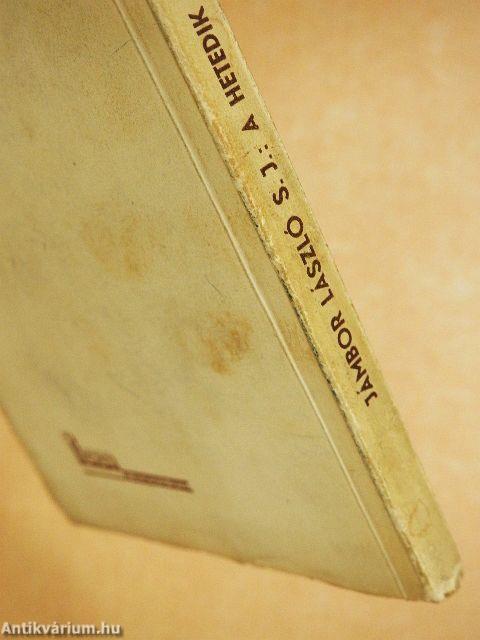 JÁMBOR LÁSZLÓ S. J.: A HETEDIK
Antikvárium.hu